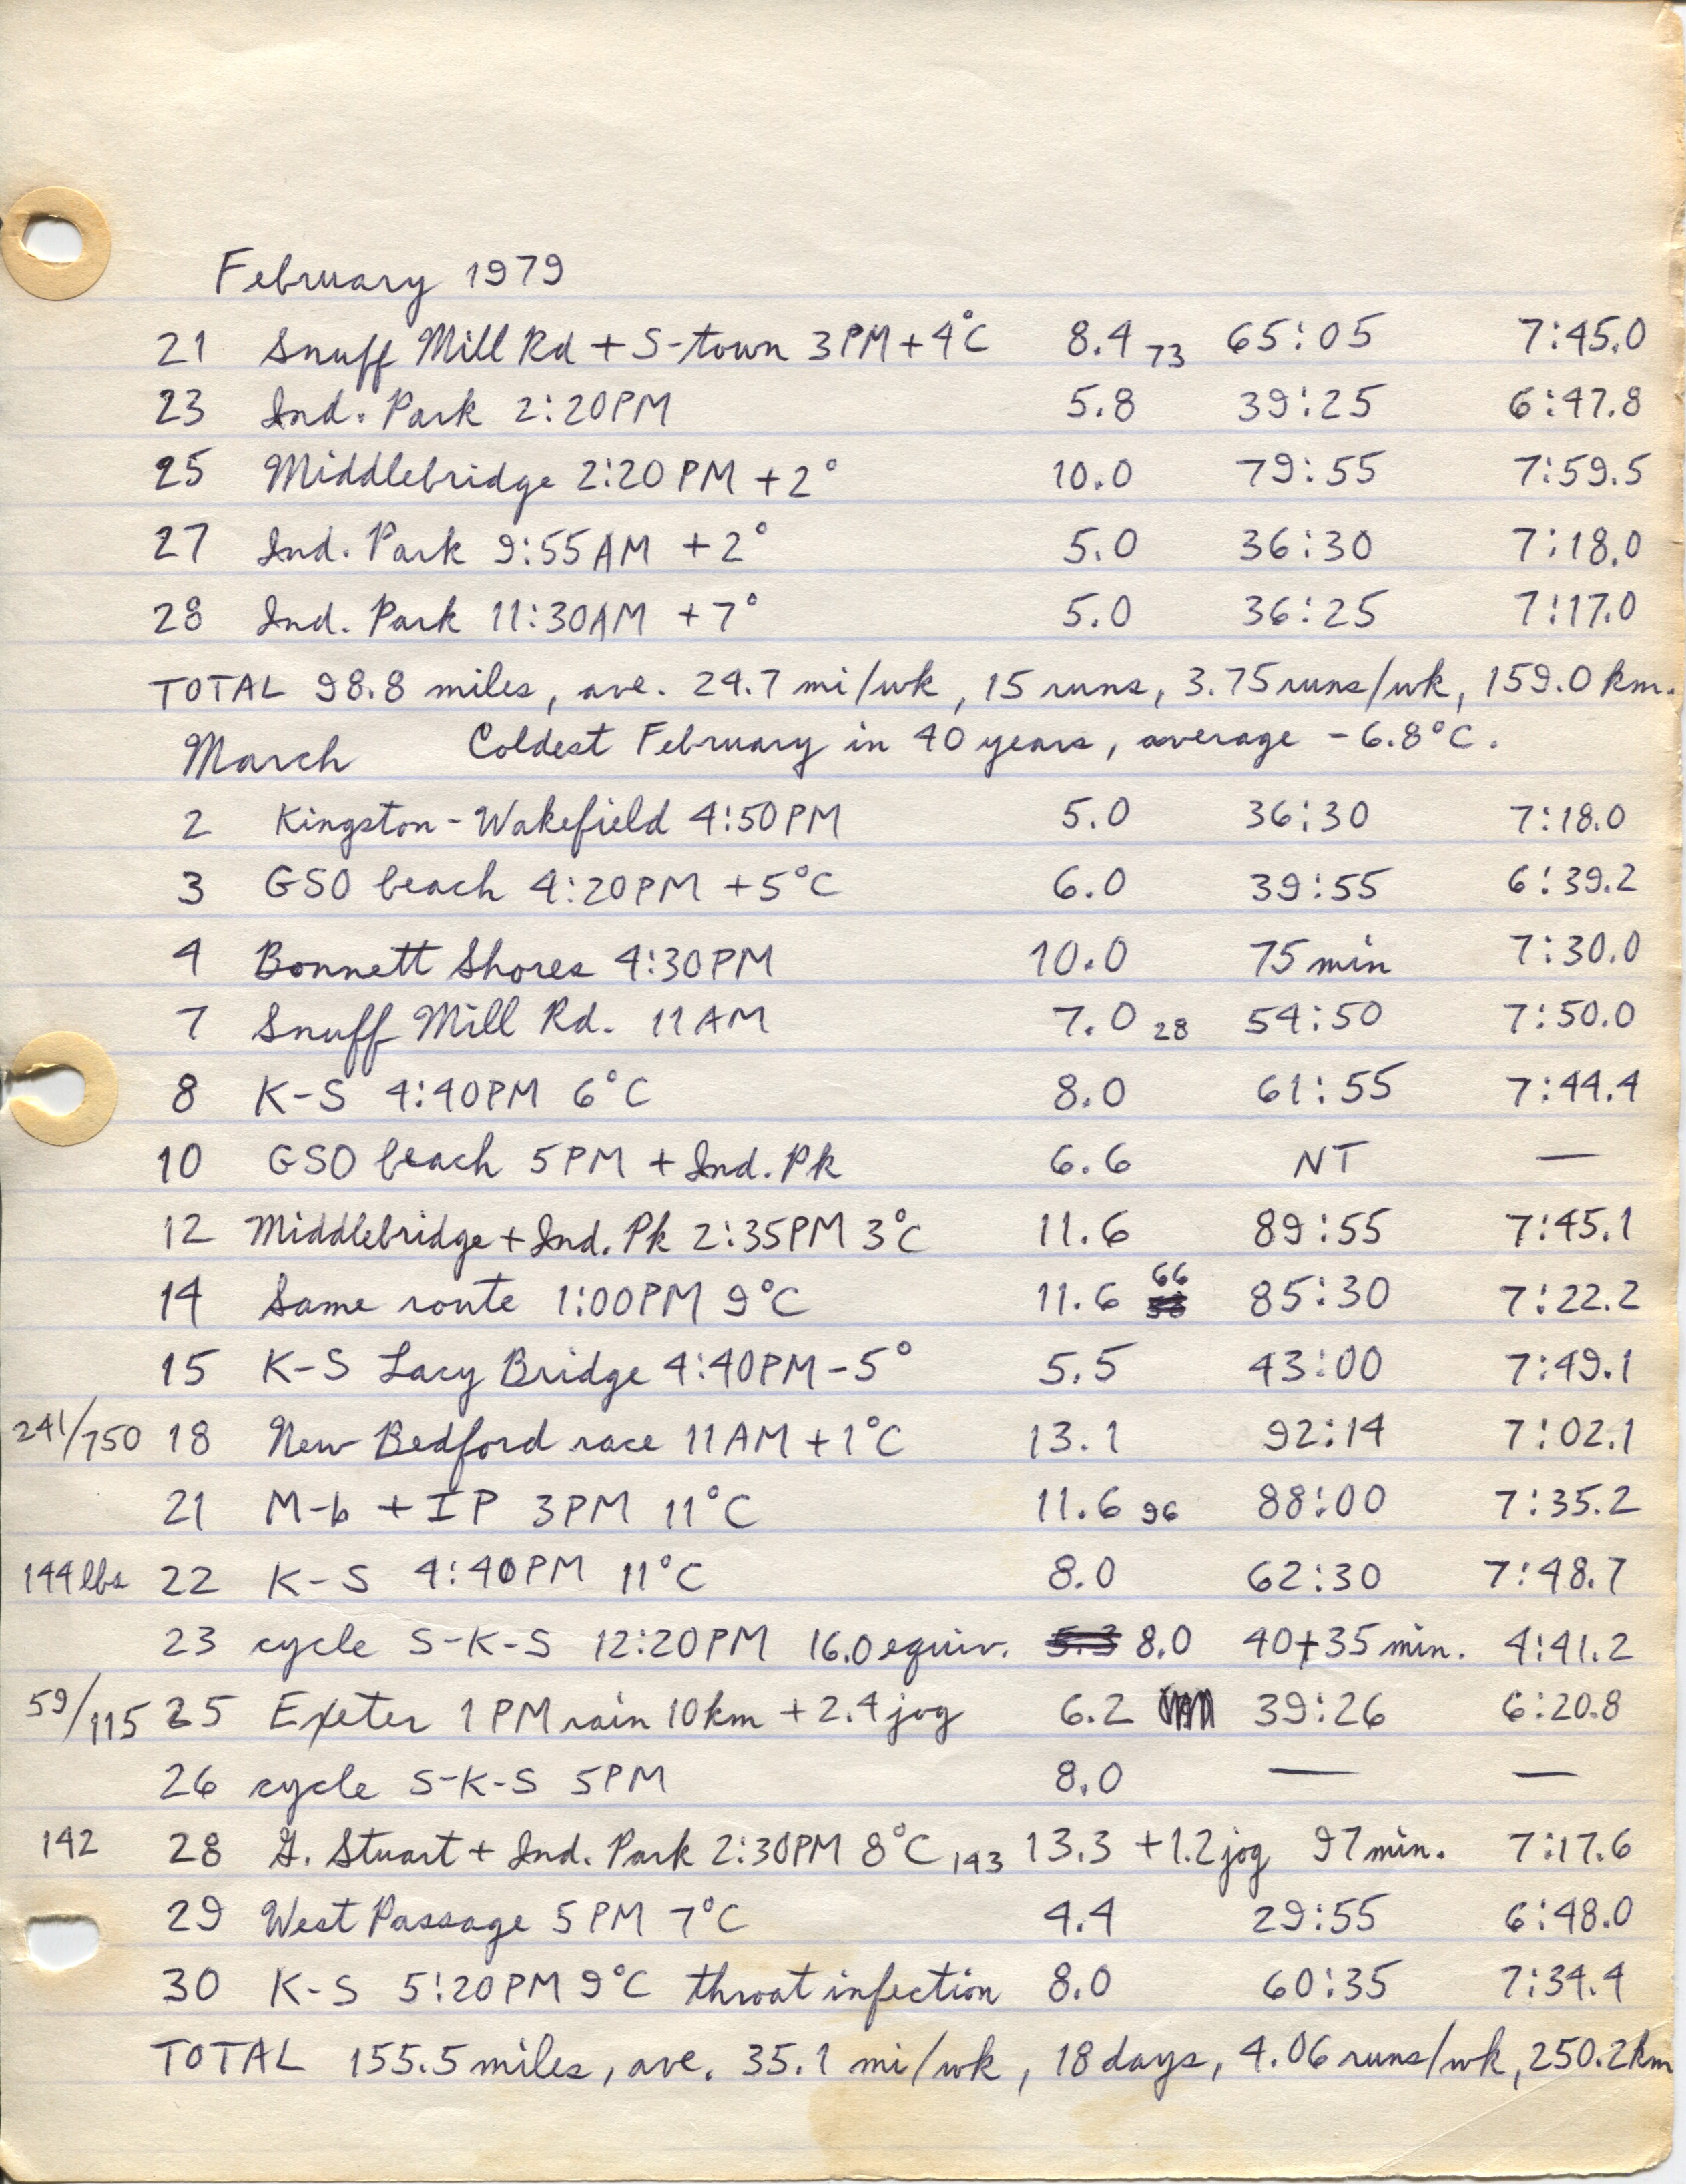 February 1979
21 Snuff Mill Rd + S-town 3PM +4°C 8.4 73 65:05 7:45.0
23 Ind. Park 2:20PM 5.8 39:25 6:47.8
25 Middlebridge 2:20 PM +2° 10.0 79:55 7:59.5
27 Ind. Park 9:55AM +2° 5.0 36:30 7:18.0
28 Ind. Park 11:30AM +7° 5.0 36:25 7:17.0
TOTAL 98.8 miles, ave. 24.7 mi/wk, 15 runs, 3.75 runs/wk, 159.0 km.
March Coldest February in 40 years, average -6.8°C.
2 Kingston-Wakefield 4:50PM 5.0 36:30 7:18.0
3 GSO beach 4:20PM +5°C 6.0 39:55 6:39.2
4 Bonnett Shores 4:30PM 10.0 75 min 7:30.0
7 Snuff Mill Rd. 11AM 7.0 28 54:50 7:50.0
8 K-S 4:40PM 6°C 8.0 61:55 7:44.4
10 GSO beach 5PM + Ind. Pk 6.6 NT —
12 Middlebridge + Ind. Pk 2:35PM 3°C 11.6 89:55 7:45.1
14 Same route 1:00PM 9°C 11.6 66 85:30 7:22.2
15 K-S Lacy Bridge 4:40PM -5° 5.5 43:00 7:49.1
241/750 18 New Bedford race 11AM +1°C 13.1 92:14 7:02.1
21 M-b + IP 3PM 11°C 11.6 96 88:00 7:35.2
144 lbs 22 K-S 4:40PM 11°C 8.0 62:30 7:48.7
23 cycle S-K-S 12:20PM 16.0 equiv. 5.3 8.0 40+35 min. 4:41.2
59/115 25 Exeter 1PM rain 10km + 2.4 jog 6.2 39:26 6:20.8
26 cycle S-K-S 5PM 8.0 — —
142 28 G. Stuart + Ind. Park 2:30PM 8°C 143 13.3 +1.2 jog 97 min. 7:17.6
29 West Passage 5PM 7°C 4.4 29:55 6:48.0
30 K-S 5:20PM 9°C throat infection 8.0 60:35 7:34.4
TOTAL 155.5 miles, ave. 35.1 mi/wk, 18 days, 4.06 runs/wk, 250.2km